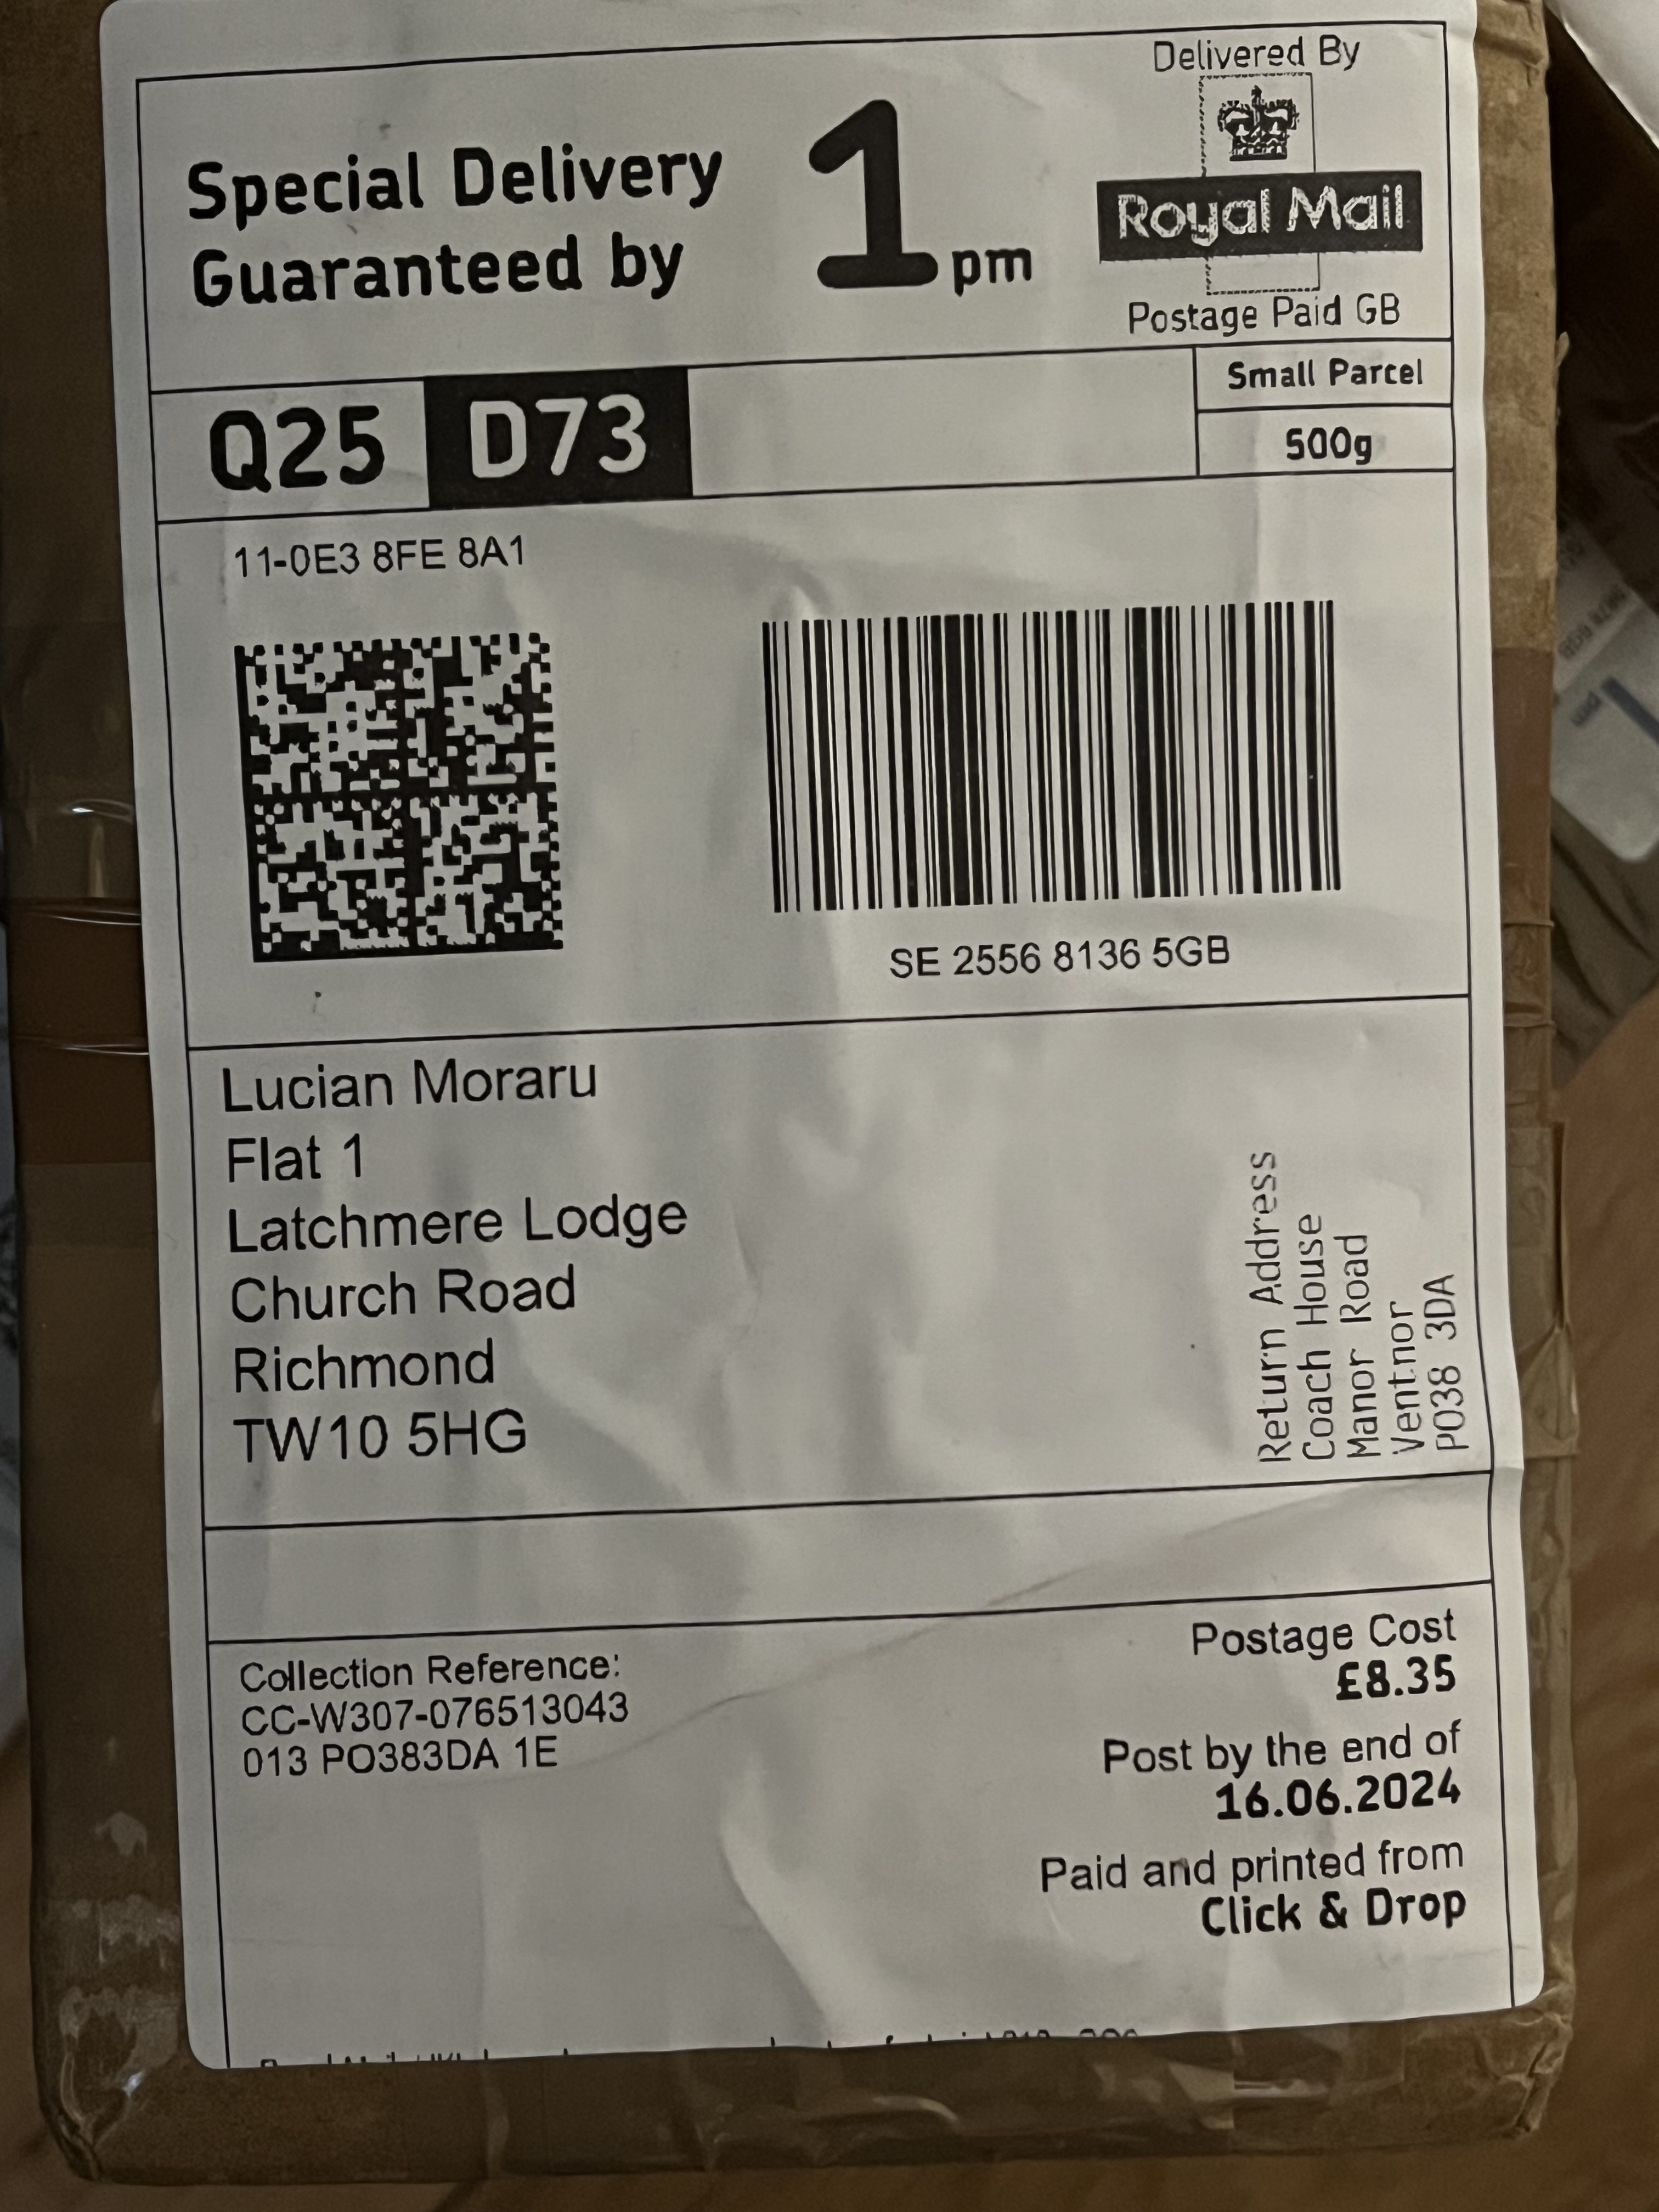 Delivered By
Special Delivery
Guaranteed by
1pm
Royal Mail
Postage Paid GB
Q25 D73
Small Parcel
500g
11-0E3 8FE 8A1
SE 2556 8136 5GB
Lucian Moraru
Flat 1
Latchmere Lodge
Church Road
Richmond
TW10 5HG
Return Address
Coach House
Manor Road
Ventnor
PO38 3DA
Collection Reference:
CC-W307-076513043
013 PO383DA 1E
Postage Cost
£8.35
Post by the end of
16.06.2024
Paid and printed from
Click & Drop
pm